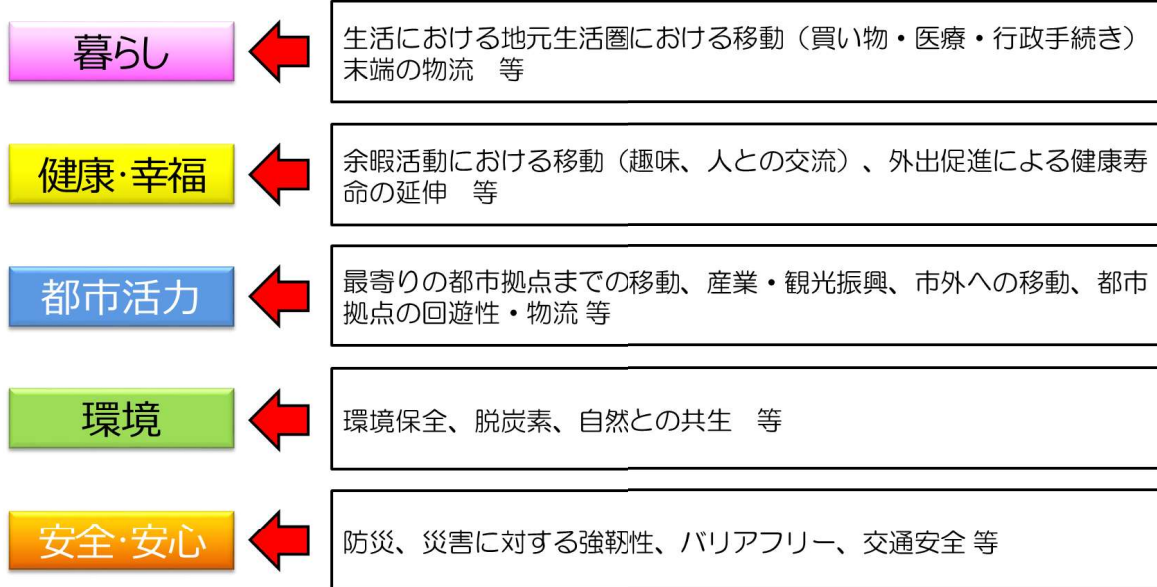 暮らし
生活における地元生活圏における移動（買い物・医療・行政手続き）
末端の物流　等
健康･幸福
余暇活動における移動（趣味、人との交流）、外出促進による健康寿
命の延伸　等
都市活力
最寄りの都市拠点までの移動、産業・観光振興、市外への移動、都市
拠点の回遊性・物流 等
環境
環境保全、脱炭素、自然との共生　等
安全･安心
防災、災害に対する強靭性、バリアフリー、交通安全 等